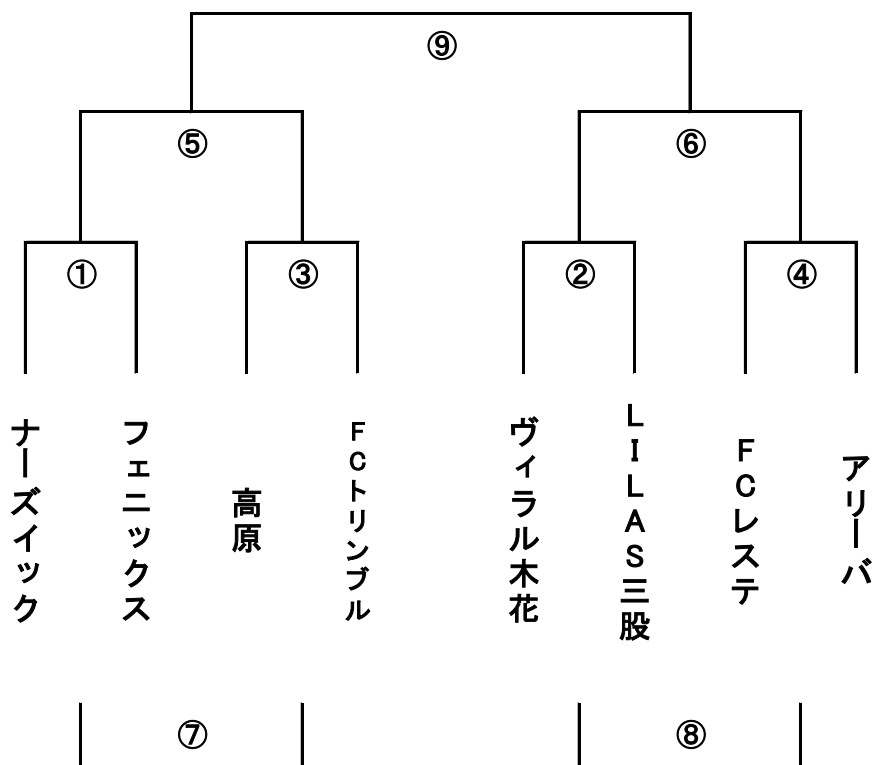 ⑨
⑤
⑥
①
③
②
④
ナーズイック
フェニックス
高原
FCトリンブル
ヴィラル木花
LILAS三股
FCレステ
アリーバ
⑦
⑧